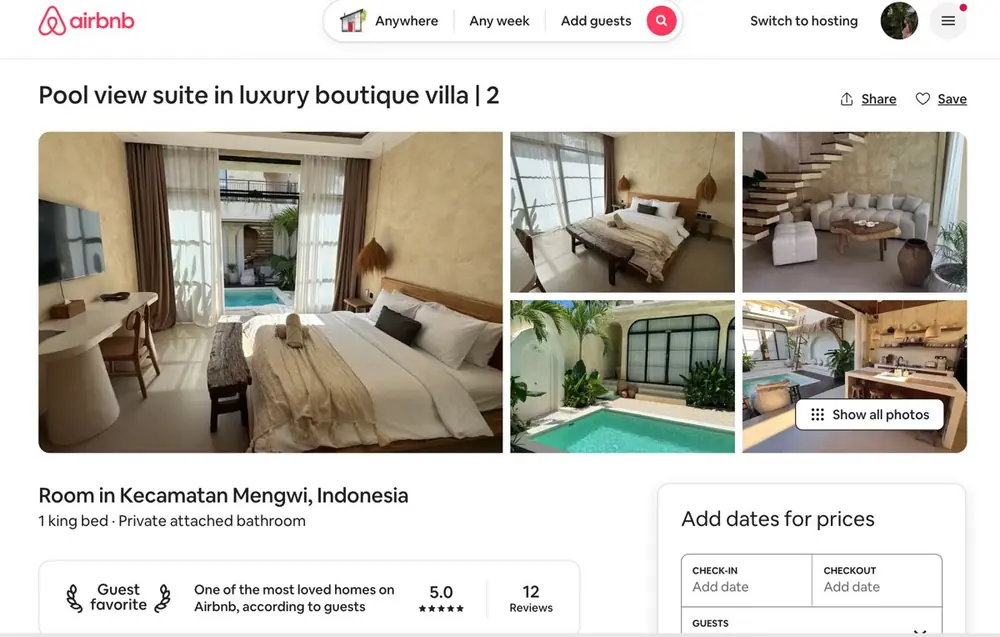 airbnb
Anywhere
Any week
Add guests
Switch to hosting
Pool view suite in luxury boutique villa | 2
Share
Save
Show all photos
Room in Kecamatan Mengwi, Indonesia
1 king bed · Private attached bathroom
Add dates for prices
CHECK-IN
Add date
CHECKOUT
Add date
GUESTS
Guest
favorite
One of the most loved homes on
Airbnb, according to guests
5.0
12
Reviews